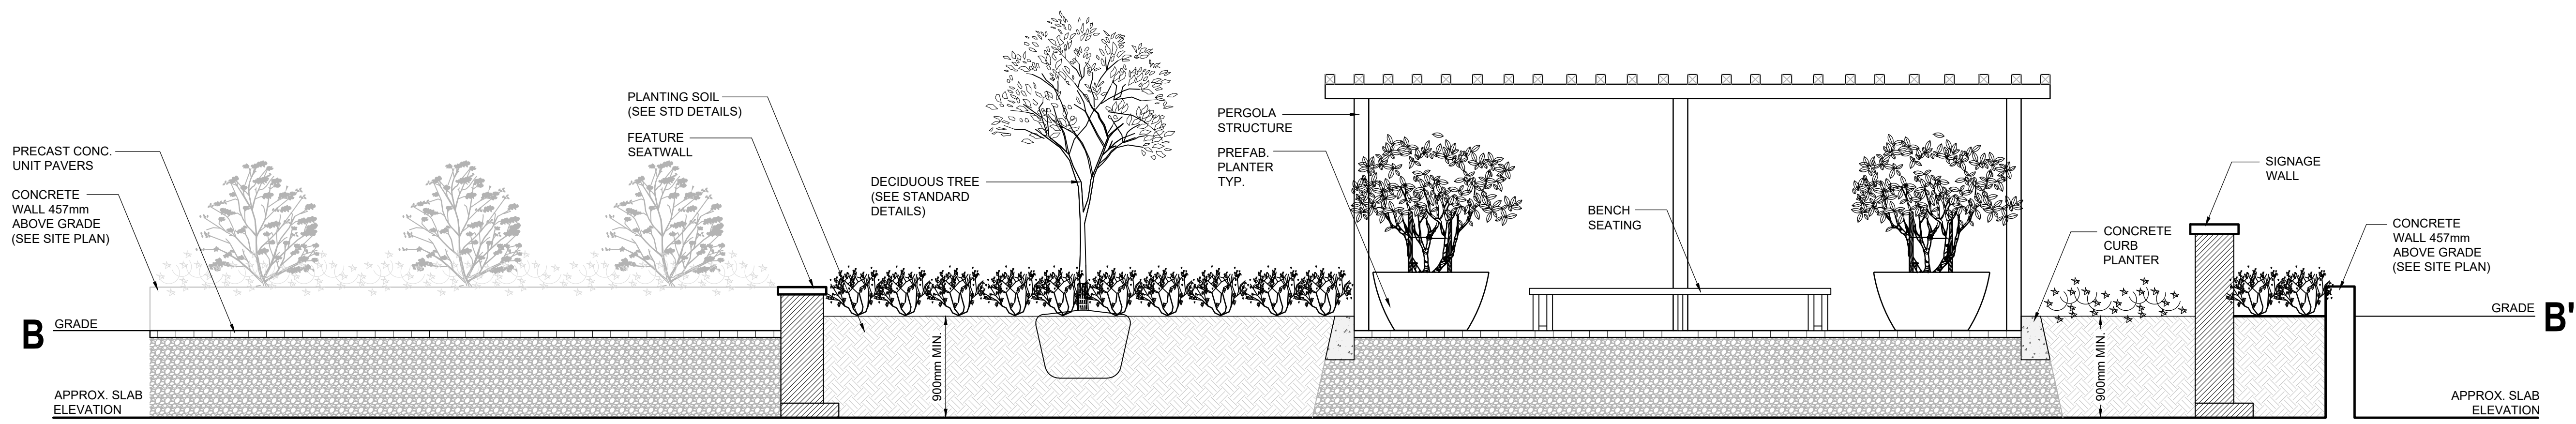 PRECAST CONC.
UNIT PAVERS
CONCRETE
WALL 457mm
ABOVE GRADE
(SEE SITE PLAN)
B
GRADE
APPROX. SLAB
ELEVATION
PLANTING SOIL
(SEE STD DETAILS)
FEATURE
SEATWALL
DECIDUOUS TREE
(SEE STANDARD
DETAILS)
900mm MIN.
PERGOLA
STRUCTURE
PREFAB.
PLANTER
TYP.
BENCH
SEATING
CONCRETE
CURB
PLANTER
900mm MIN.
SIGNAGE
WALL
CONCRETE
WALL 457mm
ABOVE GRADE
(SEE SITE PLAN)
GRADE
B'
APPROX. SLAB
ELEVATION